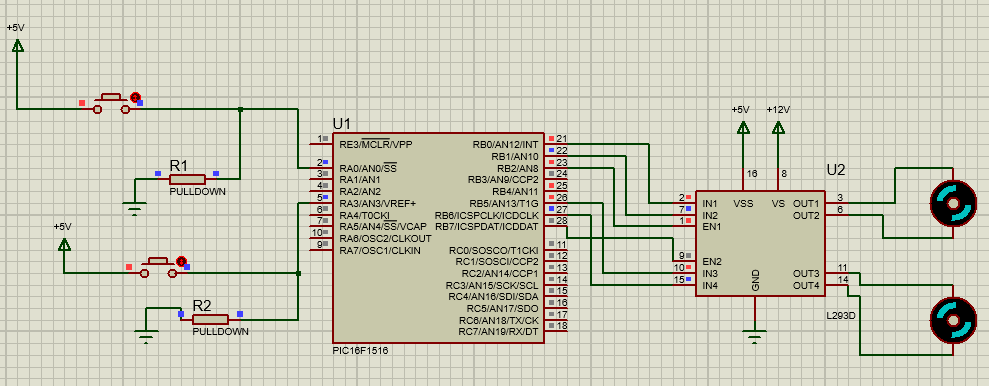 +5V
R1
PULLDOWN
+5V
R2
PULLDOWN
U1
1 RE3/MCLR/VPP
2 RA0/AN0/SS
3 RA1/AN1
4 RA2/AN2
5 RA3/AN3/VREF+
6 RA4/T0CKI
7 RA5/AN4/SS/VCAP
10 RA6/OSC2/CLKOUT
9 RA7/OSC1/CLKIN
RB0/AN12/INT 21
RB1/AN10 22
RB2/AN8 23
RB3/AN9/CCP2 24
RB4/AN11 25
RB5/AN13/T1G 26
RB6/ICSPCLK/ICDCLK 27
RB7/ICSPDAT/ICDDAT 28
RC0/SOSCO/T1CKI 11
RC1/SOSCI/CCP2 12
RC2/AN14/CCP1 13
RC3/AN15/SCK/SCL 14
RC4/AN16/SDI/SDA 15
RC5/AN17/SDO 16
RC6/AN18/TX/CK 17
RC7/AN19/RX/DT 18
PIC16F1516
+5V
+12V
16
8
U2
VSS
VS
2 IN1
7 IN2
1 EN1
9 EN2
10 IN3
15 IN4
OUT1 3
OUT2 6
OUT3 11
OUT4 14
GND
L293D